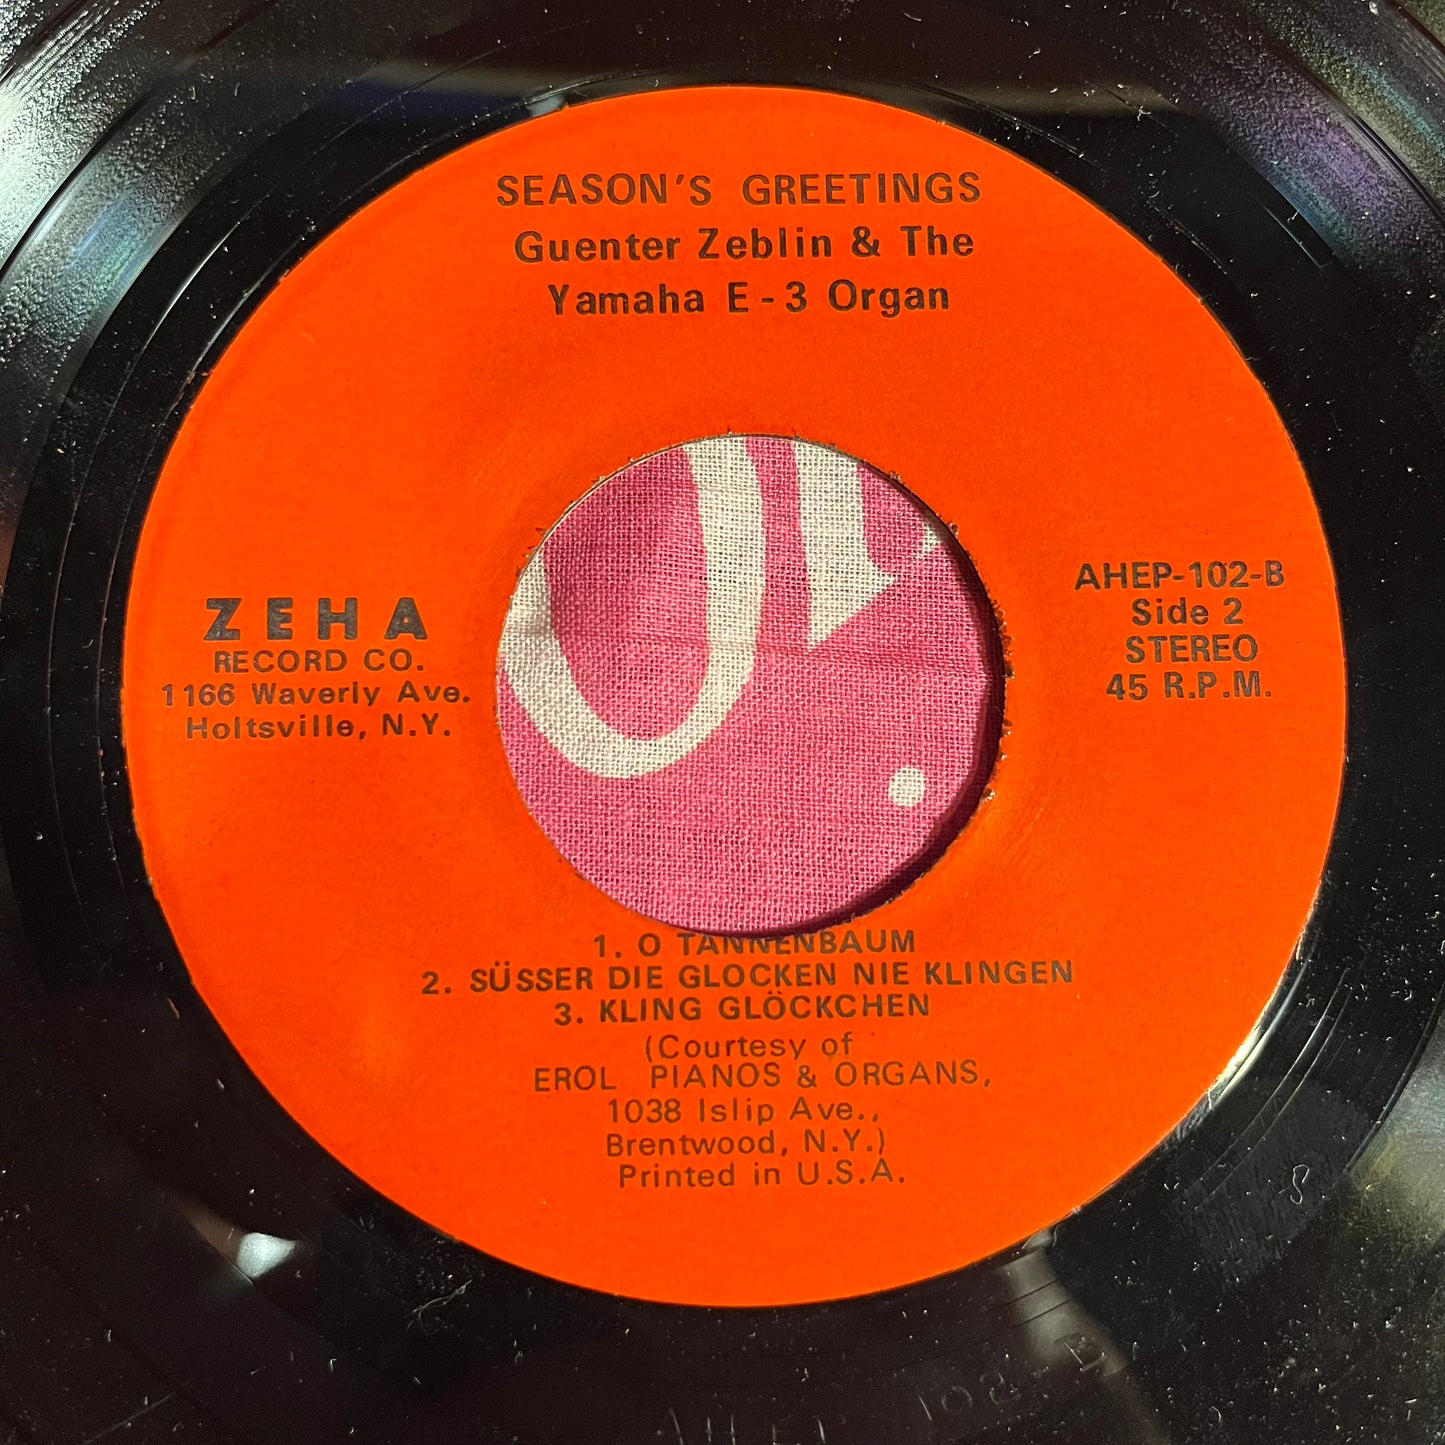 SEASON'S GREETINGS
Guenter Zeblin & The
Yamaha E-3 Organ
ZEHA
RECORD CO.
1166 Waverly Ave.
Holtsville, N.Y.
AHEP-102-B
Side 2
STEREO
45 R.P.M.
1. O TANNENBAUM
2. SÜSSER DIE GLOCKEN NIE KLINGEN
3. KLING GLÖCKCHEN
(Courtesy of
EROL PIANOS & ORGANS,
1038 Islip Ave.,
Brentwood, N.Y.)
Printed in U.S.A.